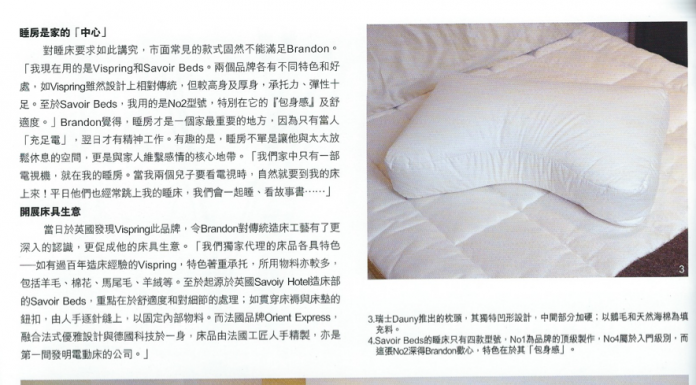 睡房是家的「中心」
對睡床要求如此講究，市面常見的款式固然不能滿足Brandon。
「我現在用的是Vispring和Savoir Beds。兩個品牌各有不同特色和好
處，如Vispring雖然設計上相對傳統，但較高身及厚身，承托力、彈性十
足。至於Savoir Beds，我用的是No2型號，特別在它的『包身感』及舒
適度。」Brandon覺得，睡房才是一個家最重要的地方，因為只有當人
「充足電」，翌日才有精神工作。有趣的是，睡房不單是讓他與太太放
鬆休息的空間，更是與家人維繫感情的核心地帶。「我們家中只有一部
電視機，就在我的睡房。當我兩個兒子要看電視時，自然就要到我的床
上來！平日他們也經常跳上我的睡床，我們會一起睡、看故事書……」
開展床具生意
當日於英國發現Vispring此品牌，令Brandon對傳統造床工藝有了更
深入的認識，更促成他的床具生意。「我們獨家代理的床品各具特色
──如有過百年造床經驗的Vispring，特色著重承托，所用物料亦較多，
包括羊毛、棉花、馬尾毛、羊絨等。至於起源於英國Savoiy Hotel造床部
的Savoir Beds，重點在於舒適度和對細節的處理；如貫穿床褥與床墊的
鈕扣，由人手逐針縫上，以固定內部物料。而法國品牌Orient Express，
融合法式優雅設計與德國科技於一身，床品由法國工匠人手精製，亦是
第一間發明電動床的公司。」
3
3.瑞士Dauny推出的枕頭，其獨特凹形設計，中間部分加硬；以鵝毛和天然海棉為填
充料。
4.Savoir Beds的睡床只有四款型號，No1為品牌的頂級製作，No4屬於入門級別，而
這張No2深得Brandon歡心，特色在於其「包身感」。